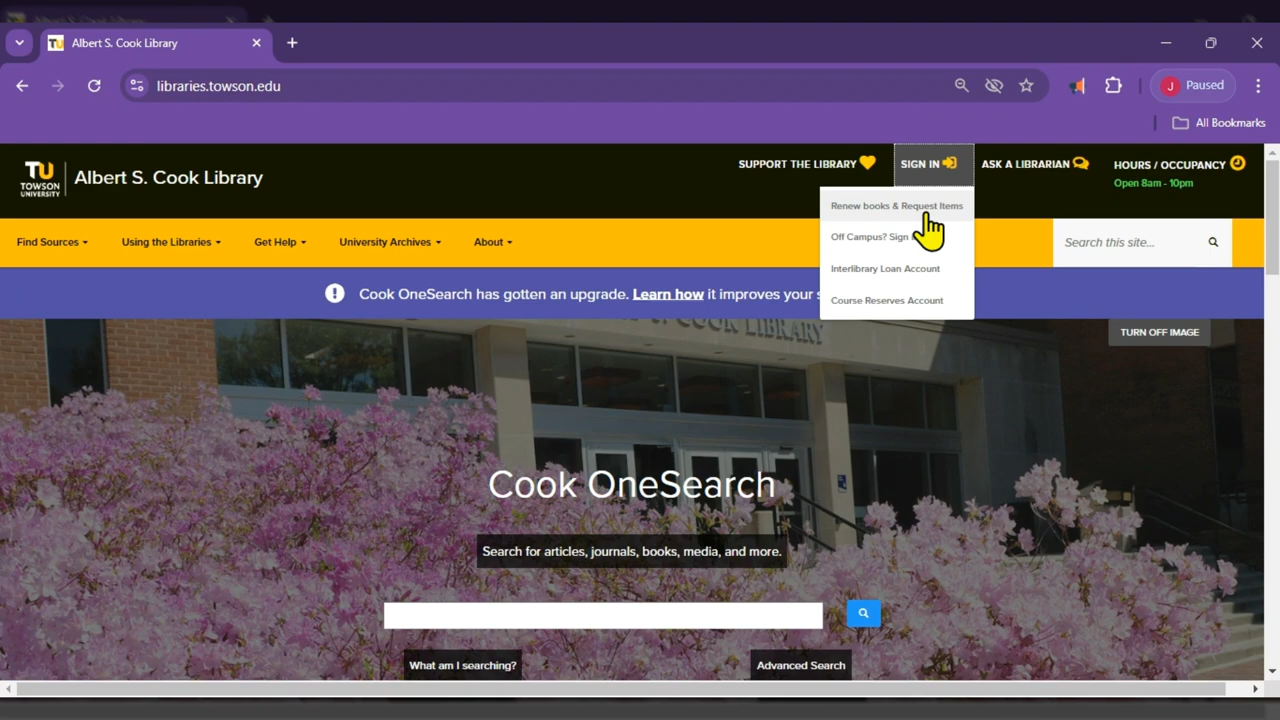 Albert S. Cook Library
libraries.towson.edu
J Paused
All Bookmarks
TU
TOWSON
UNIVERSITY
Albert S. Cook Library
SUPPORT THE LIBRARY
SIGN IN
ASK A LIBRARIAN
HOURS / OCCUPANCY
Open 8am - 10pm
Renew books & Request Items
Off Campus? Sign
Interlibrary Loan Account
Course Reserves Account
Find Sources
Using the Libraries
Get Help
University Archives
About
Search this site...
Cook OneSearch has gotten an upgrade. Learn how it improves your
COOK LIBRARY
TURN OFF IMAGE
Cook OneSearch
Search for articles, journals, books, media, and more.
What am I searching?
Advanced Search